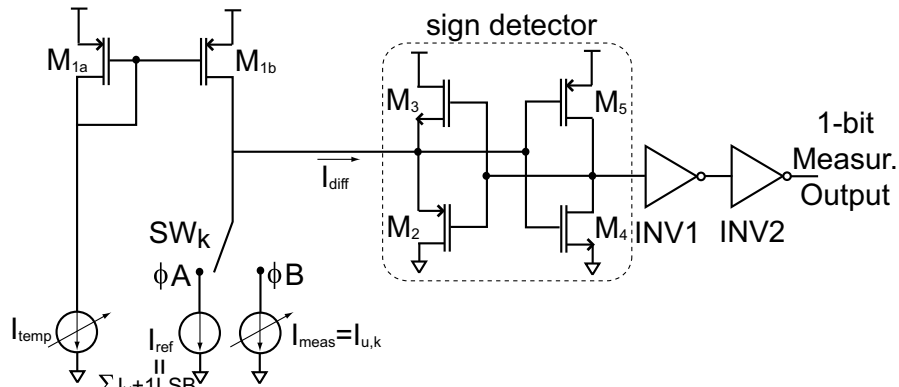 sign detector
M1a
M1b
M3
M5
1-bit
Measur.
Output
Idiff
M2
M4
INV1
INV2
SWk
ϕA
ϕB
Itemp
Iref
Imeas=Iu,k
=